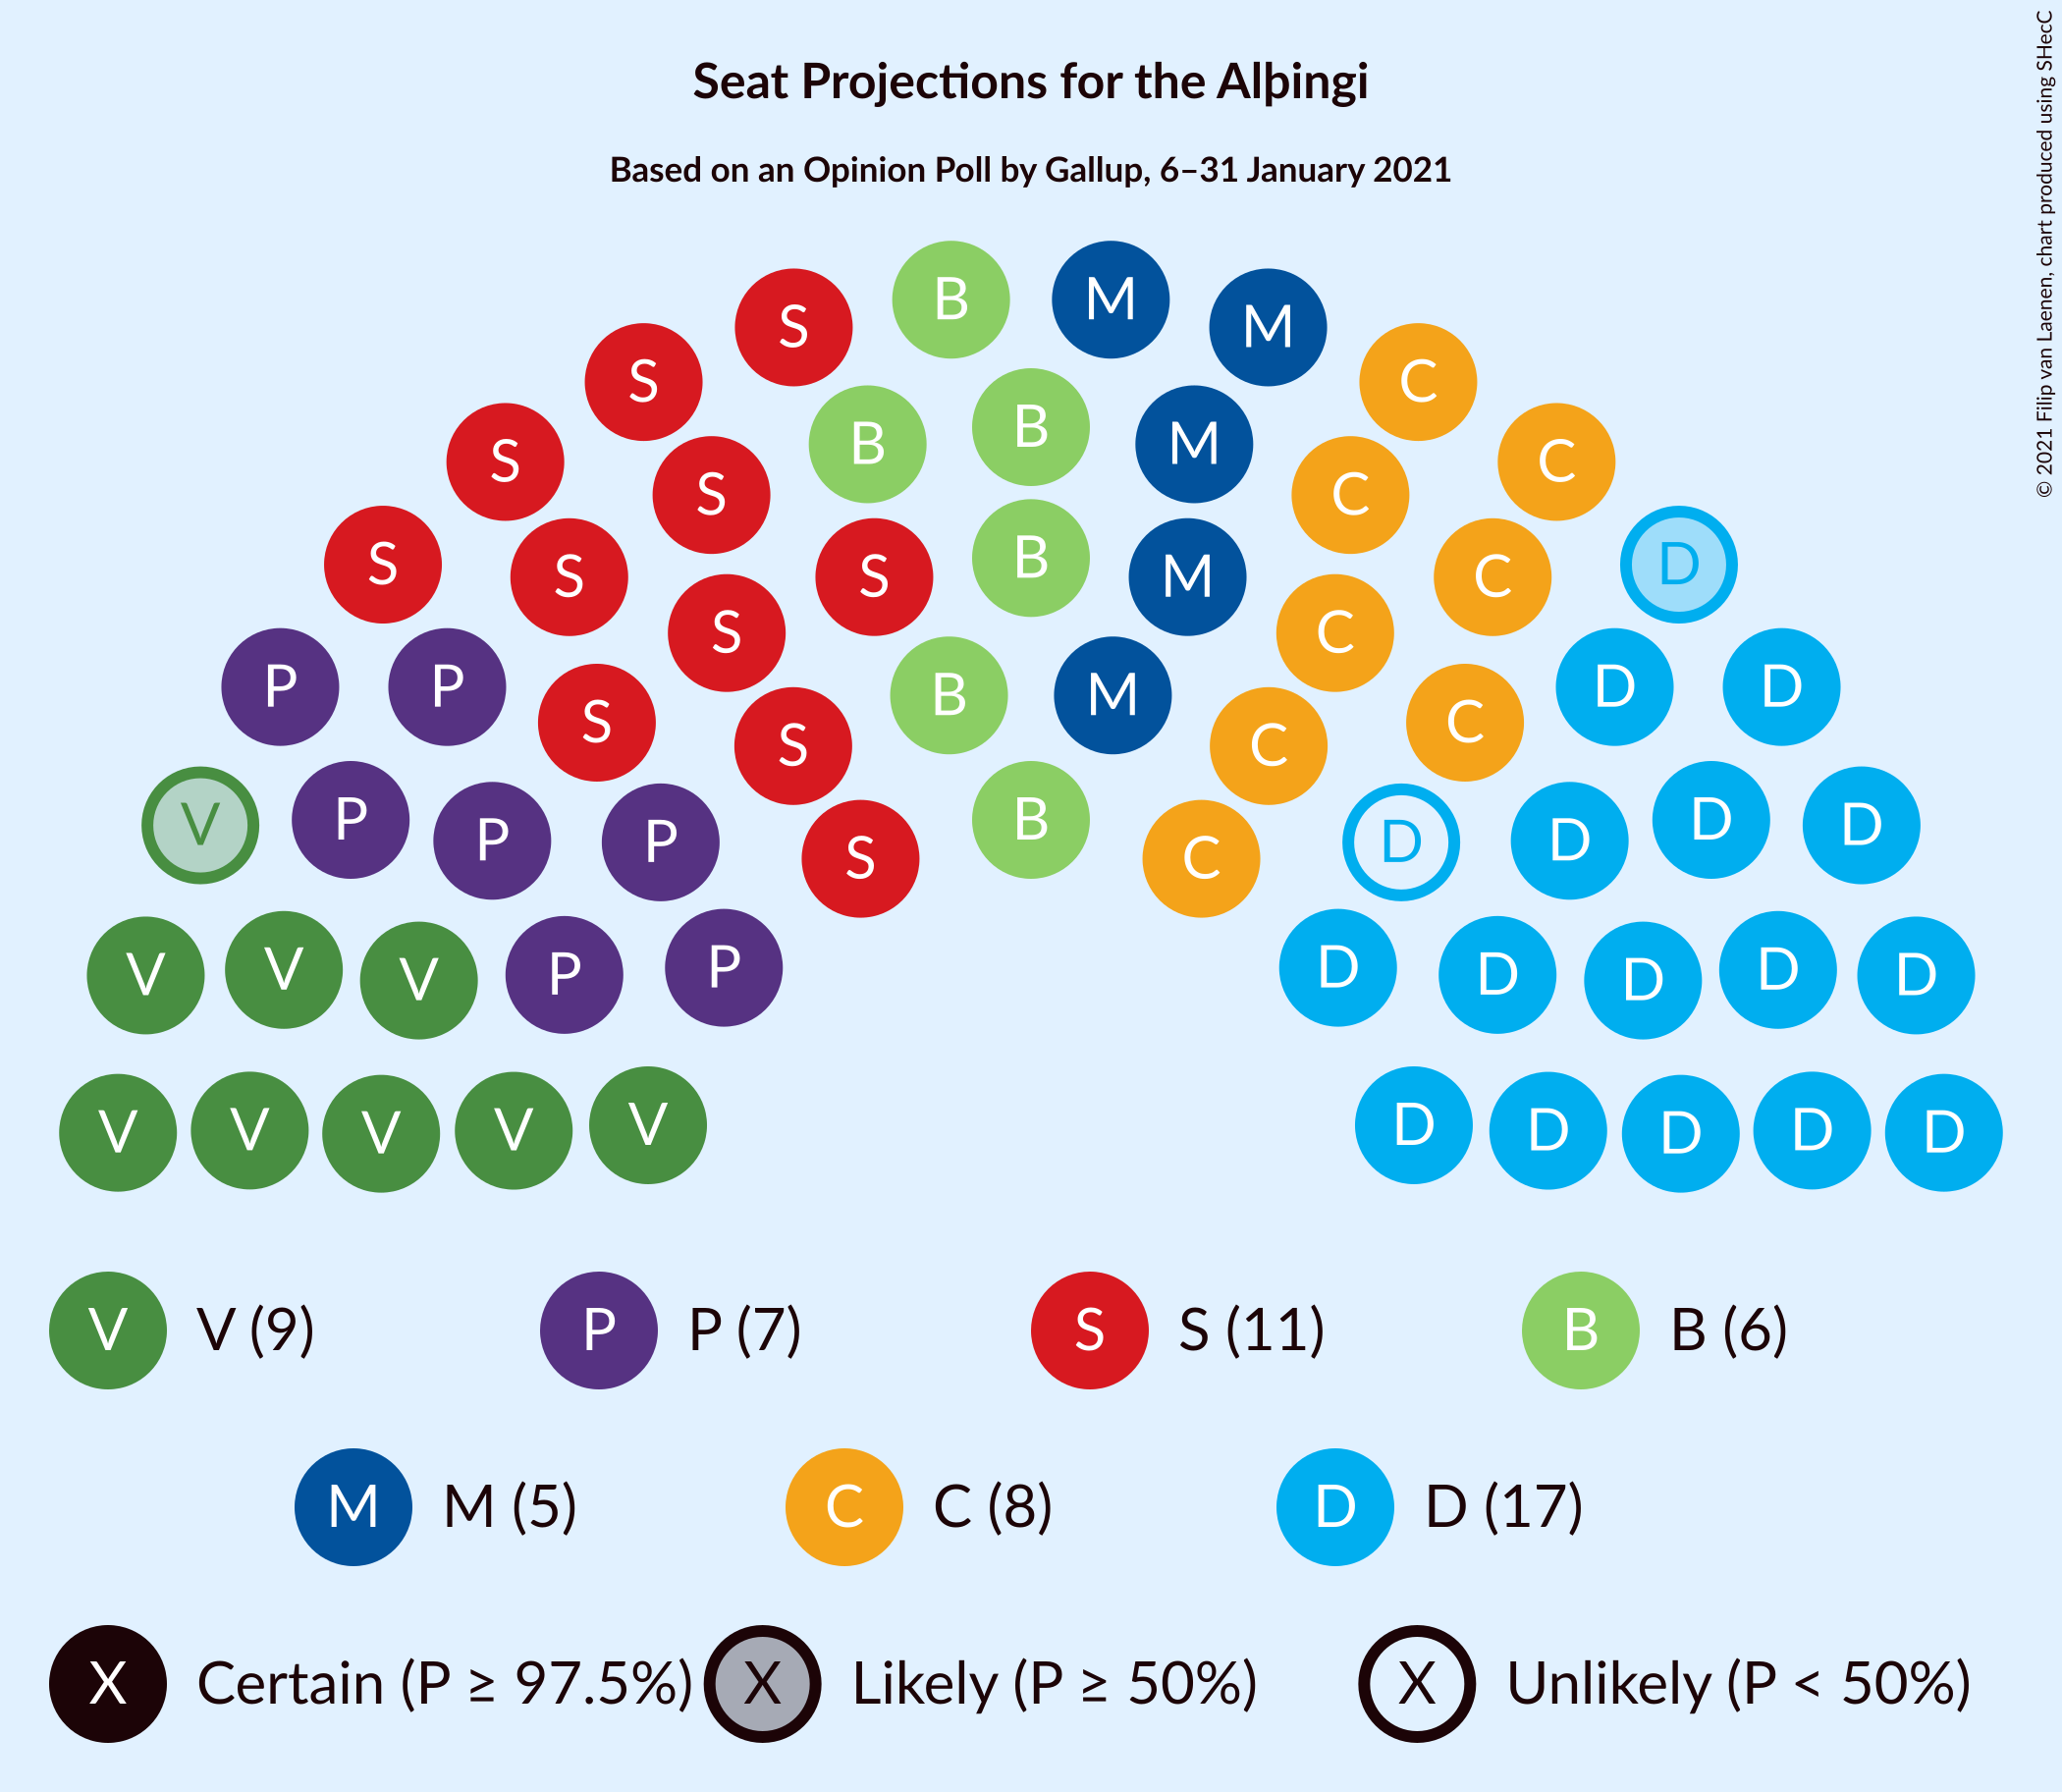 © 2021 Filip van Laenen, chart produced using SHecC
Seat Projections for the Alþingi
Based on an Opinion Poll by Gallup, 6–31 January 2021
S B M M
S C
B B M
S S C C
S S S B M C D
S C
P P S B M C D D
S C
V P P P S B C D D D D
V V V P P D D D D D
V V V V V D D D D D
V V (9) P P (7) S S (11) B B (6)
M M (5) C C (8) D D (17)
X Certain (P ≥ 97.5%) X Likely (P ≥ 50%) X Unlikely (P < 50%)